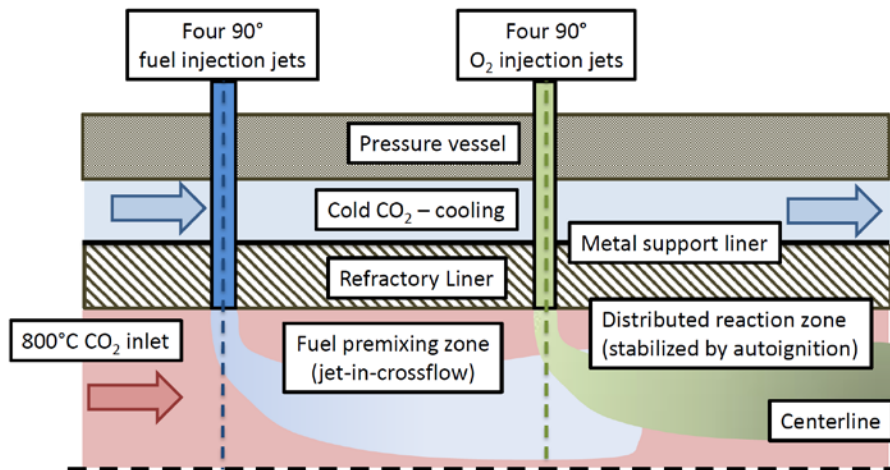 Four 90°
fuel injection jets
Four 90°
O₂ injection jets
Pressure vessel
Cold CO₂ – cooling
Metal support liner
Refractory Liner
800°C CO₂ inlet
Fuel premixing zone
(jet-in-crossflow)
Distributed reaction zone
(stabilized by autoignition)
Centerline